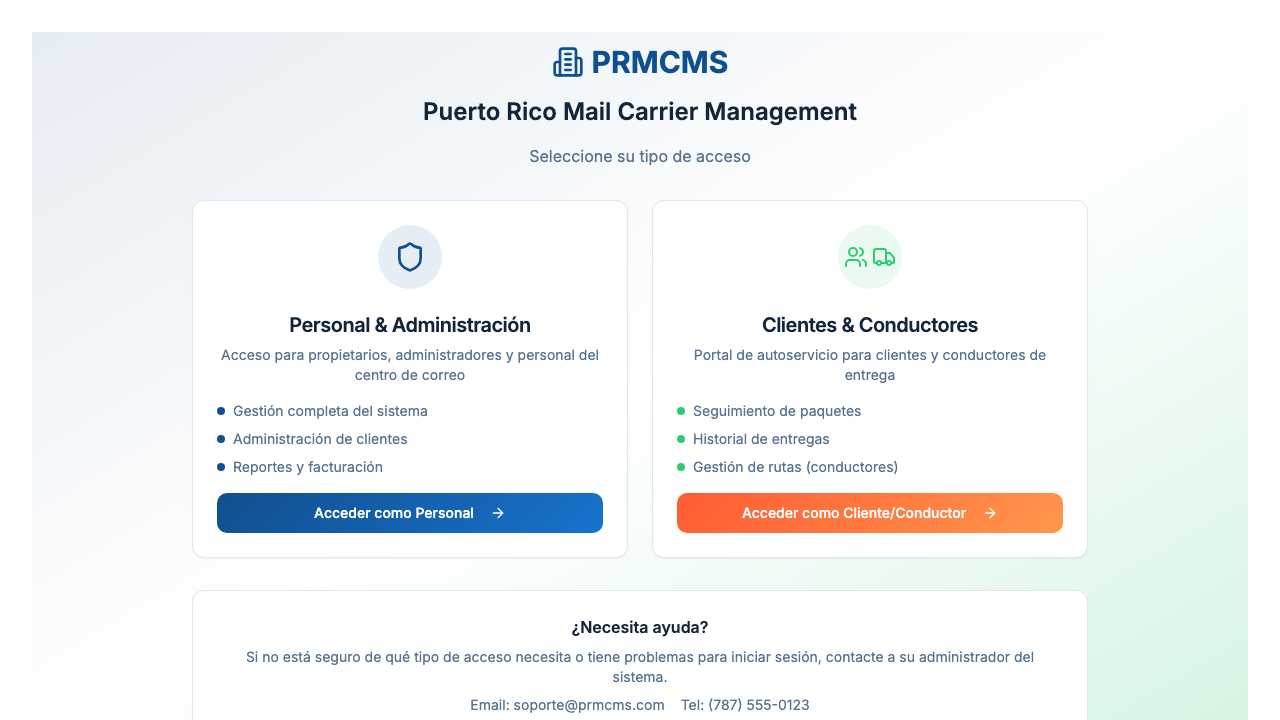 PRMCMS
Puerto Rico Mail Carrier Management
Seleccione su tipo de acceso
Personal & Administración
Acceso para propietarios, administradores y personal del
centro de correo
Gestión completa del sistema
Administración de clientes
Reportes y facturación
Acceder como Personal →
Clientes & Conductores
Portal de autoservicio para clientes y conductores de
entrega
Seguimiento de paquetes
Historial de entregas
Gestión de rutas (conductores)
Acceder como Cliente/Conductor →
¿Necesita ayuda?
Si no está seguro de qué tipo de acceso necesita o tiene problemas para iniciar sesión, contacte a su administrador del
sistema.
Email: soporte@prmcms.com Tel: (787) 555-0123